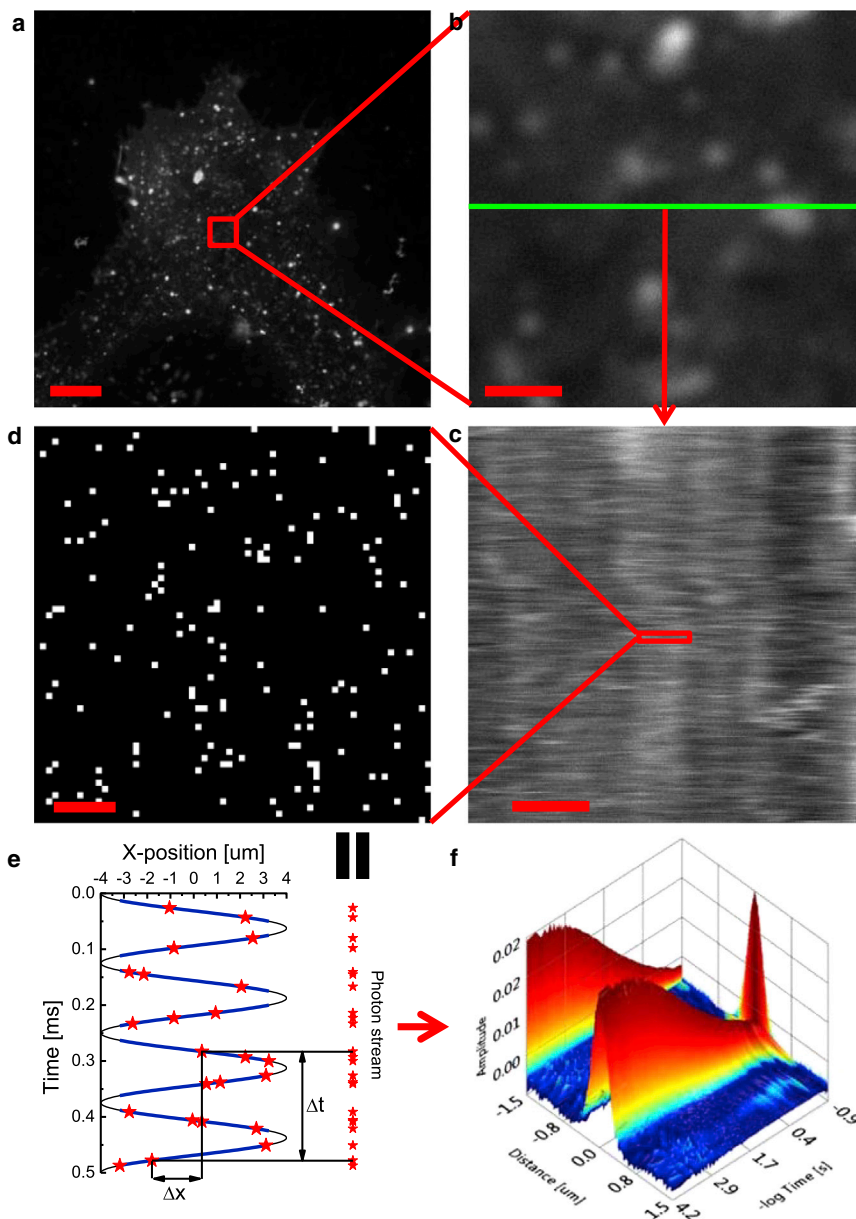 a
b
d
c
e
X-position [um]
-4 -3 -2 -1 0 1 2 3 4
0.0
0.1
0.2
0.3
0.4
0.5
Time [ms]
Δt
Δx
Photon stream
f
0.02
0.02
0.01
0.01
0.00
Amplitude
-1.5
-0.8
0.0
0.8
1.5
Distance [um]
4.2
2.9
1.7
0.4
-0.9
-log Time [s]